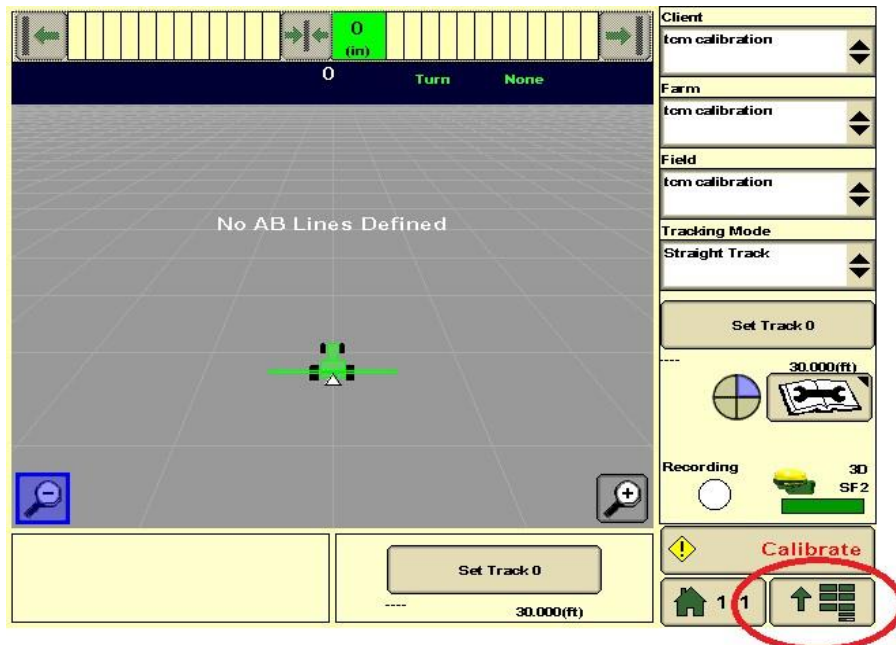 0
(in)
0 Turn None
No AB Lines Defined
Set Track 0
---- 30.000(ft)
Client
tcm calibration
Farm
tcm calibration
Field
tcm calibration
Tracking Mode
Straight Track
Set Track 0
---- 30.000(ft)
Recording 3D
SF2
Calibrate